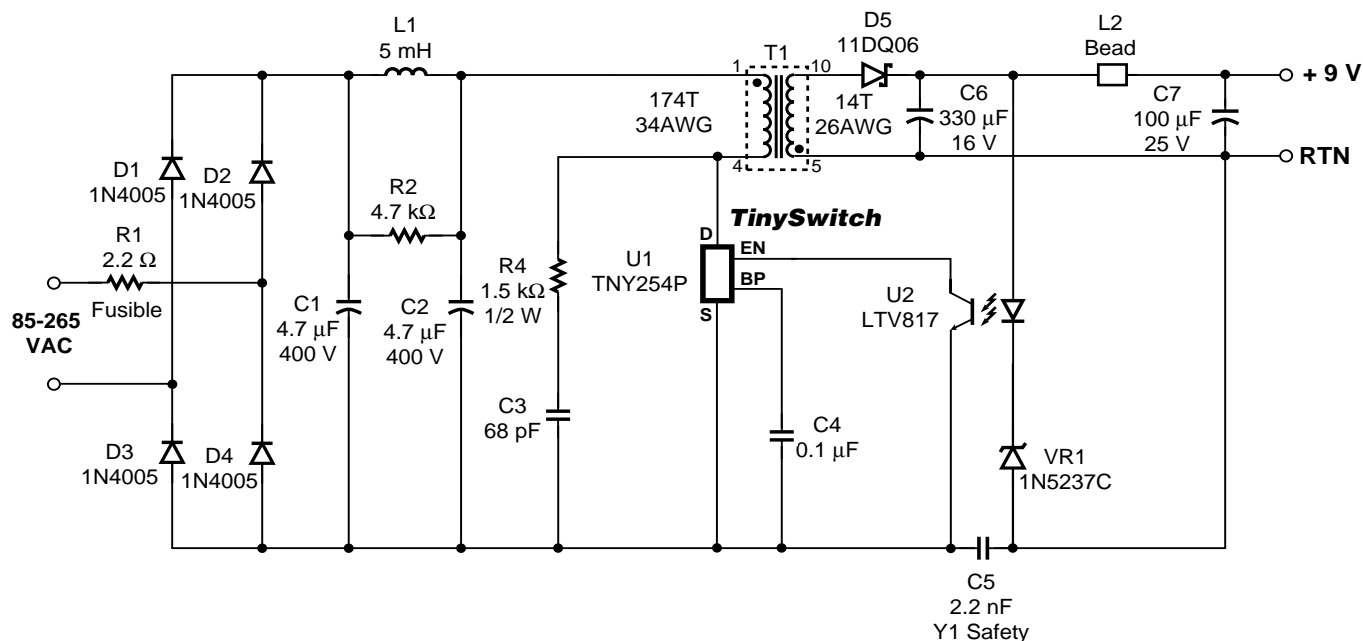 L1
5 mH
D5
11DQ06
L2
Bead
T1
1
10
+ 9 V
174T
34AWG
14T
26AWG
C6
330 µF
16 V
C7
100 µF
25 V
4
5
RTN
D1
1N4005
D2
1N4005
R2
4.7 kΩ
TinySwitch
R1
2.2 Ω
Fusible
D
EN
BP
S
U1
TNY254P
R4
1.5 kΩ
1/2 W
U2
LTV817
85-265
VAC
C1
4.7 µF
400 V
C2
4.7 µF
400 V
C3
68 pF
C4
0.1 µF
D3
1N4005
D4
1N4005
VR1
1N5237C
C5
2.2 nF
Y1 Safety